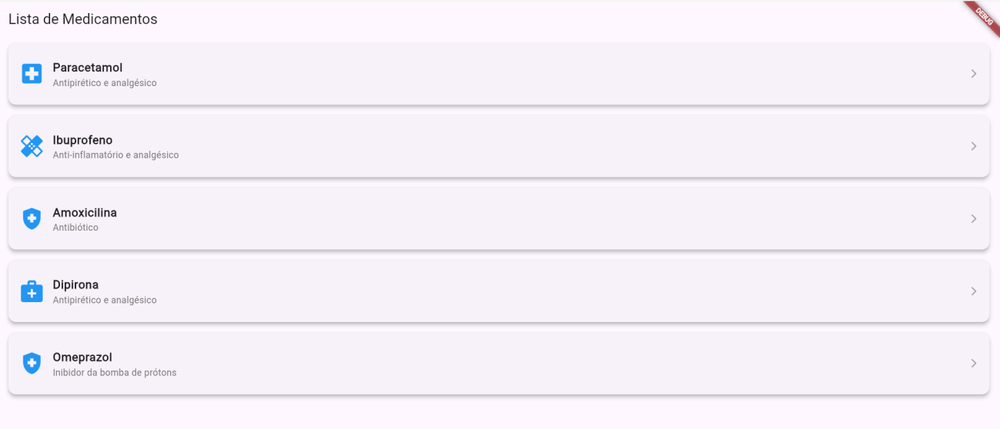 Lista de Medicamentos
DEBUG
Paracetamol
Antipirético e analgésico
Ibuprofeno
Anti-inflamatório e analgésico
Amoxicilina
Antibiótico
Dipirona
Antipirético e analgésico
Omeprazol
Inibidor da bomba de prótons